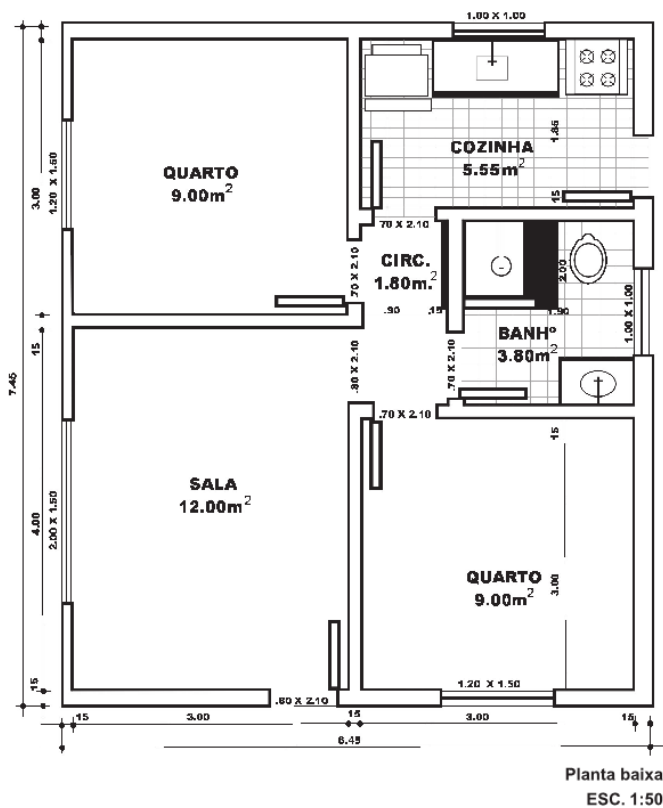 1.80 X 1.00
QUARTO
9.00m²
3.00
1.20 X 1.50
COZINHA
5.55m²
1.85
15
.70 X 2.10
.70 X 2.10
CIRC.
1.80m.²
.90
.15
2.00
1.90
BANHº
3.80m²
1.00 X 1.00
15
7.45
.80 X 2.10
.70 X 2.10
.70 X 2.10
15
SALA
12.00m²
4.00
2.00 X 1.50
QUARTO
9.00m²
3.00
15
1.20 X 1.50
.80 X 2.10
15
3.00
15
3.00
15
6.45
Planta baixa
ESC. 1:50